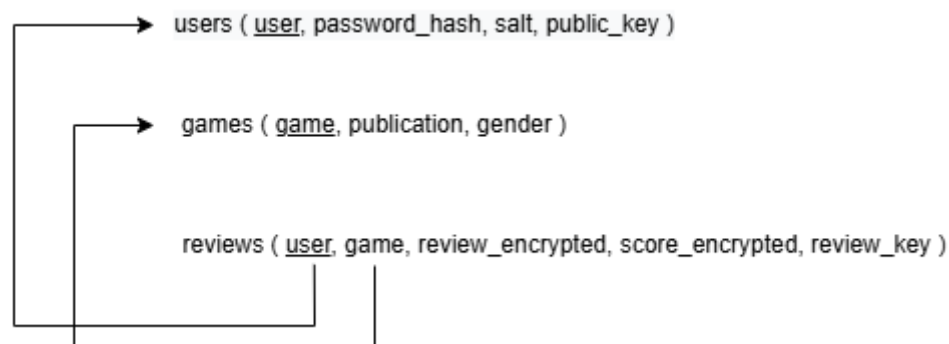 users ( user, password_hash, salt, public_key )
games ( game, publication, gender )
reviews ( user, game, review_encrypted, score_encrypted, review_key )